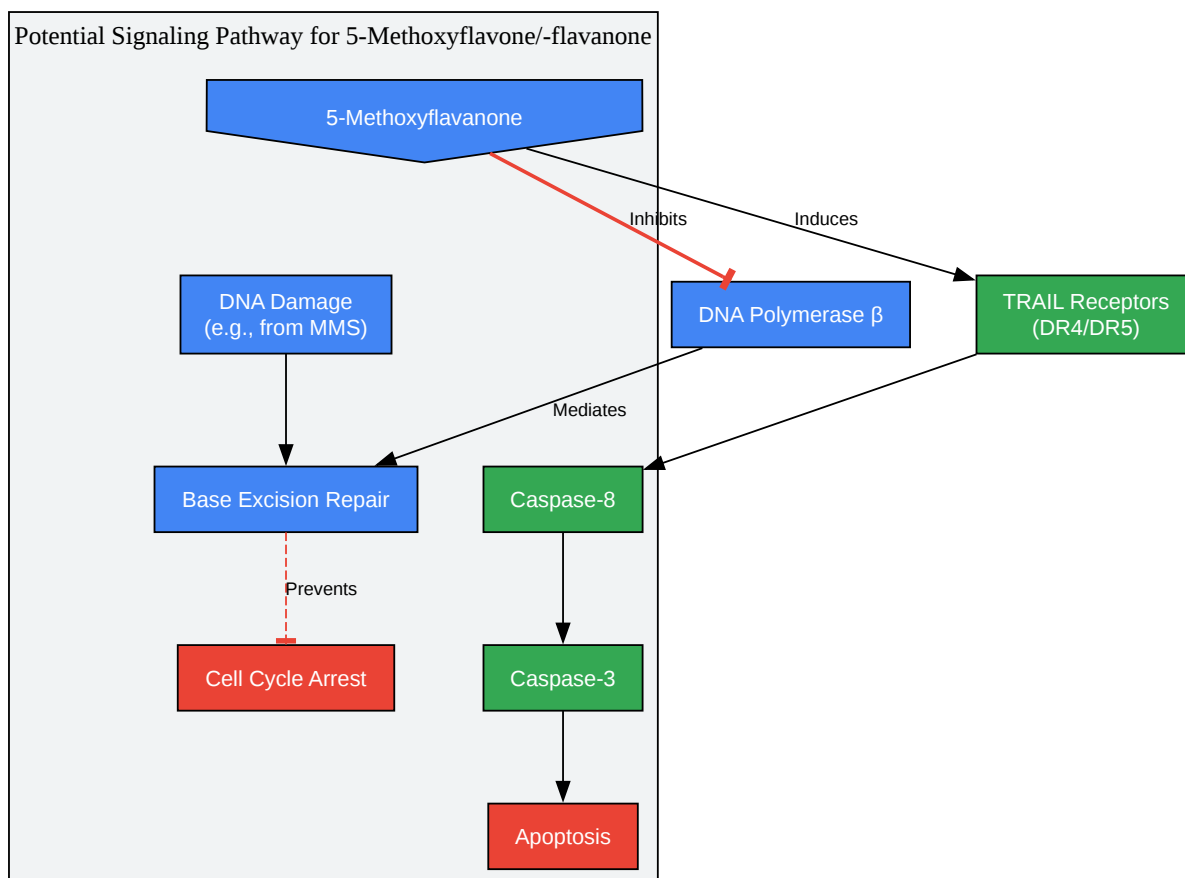 Potential Signaling Pathway for 5-Methoxyflavone/-flavanone
5-Methoxyflavanone
Inhibits
Induces
DNA Damage
(e.g., from MMS)
DNA Polymerase β
TRAIL Receptors
(DR4/DR5)
Mediates
Base Excision Repair
Caspase-8
Prevents
Cell Cycle Arrest
Caspase-3
Apoptosis